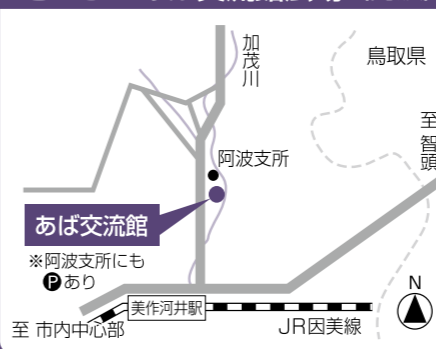 加茂川
鳥取県
至
智頭
阿波支所
あば交流館
※阿波支所にも
Pあり
N
美作河井駅
至 市内中心部
JR因美線